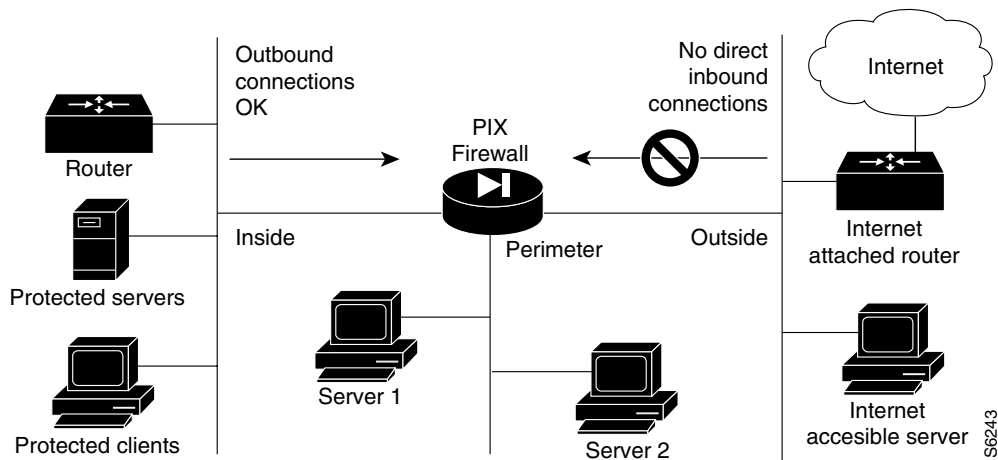 Outbound
connections
OK
No direct
inbound
connections
Internet
PIX
Firewall
Router
Inside
Perimeter
Outside
Internet
attached router
Protected servers
Server 1
Protected clients
Server 2
Internet
accesible server
S6243